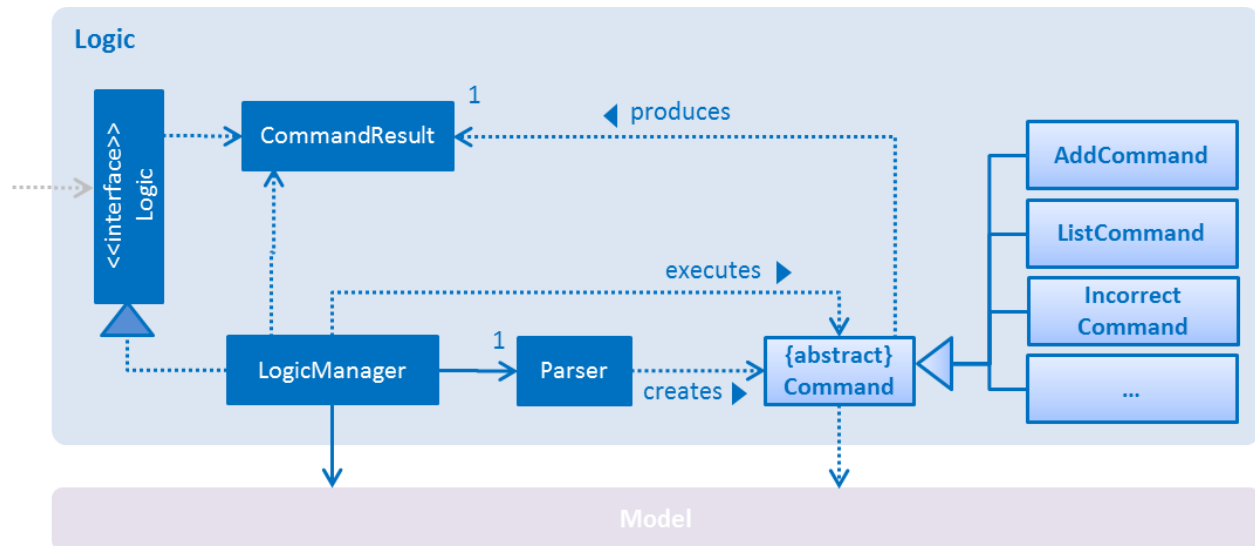 Logic
<<interface>>
Logic
CommandResult
1
produces
AddCommand
ListCommand
Incorrect
Command
...
executes
LogicManager
1
Parser
creates
{abstract}
Command
Model